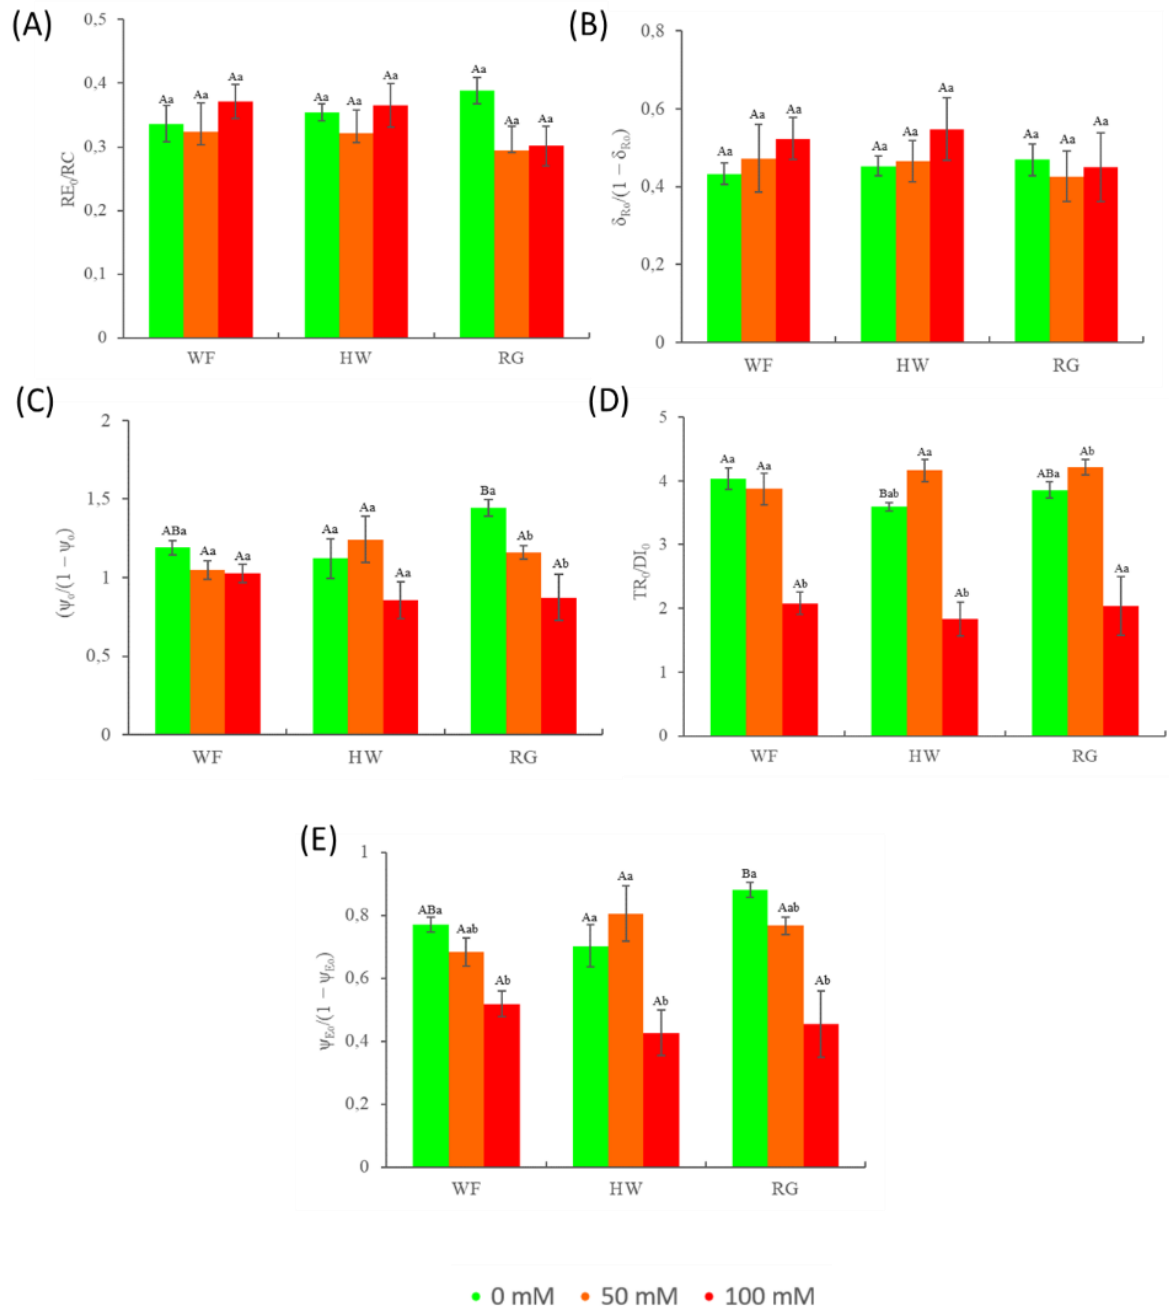 (A)
0,5
0,4
0,3
0,2
0,1
0
RE₀/RC
Aa Aa Aa Aa Aa Aa Aa Aa Aa
WF HW RG
(B)
0,8
0,6
0,4
0,2
0
δRo/(1 − δRo)
Aa Aa Aa Aa Aa Aa Aa Aa Aa
WF HW RG
(C)
2
1,5
1
0,5
0
(ψ₀/(1 − ψ₀)
ABa Aa Aa Aa Aa Aa Ba Ab Ab
WF HW RG
(D)
5
4
3
2
1
0
TR₀/DI₀
Aa Aa Ab Bab Aa Ab ABa Ab Aa
WF HW RG
(E)
1
0,8
0,6
0,4
0,2
0
ψEo/(1 − ψEo)
ABa Aab Ab Aa Aa Ab Ba Aab Ab
WF HW RG
0 mM 50 mM 100 mM